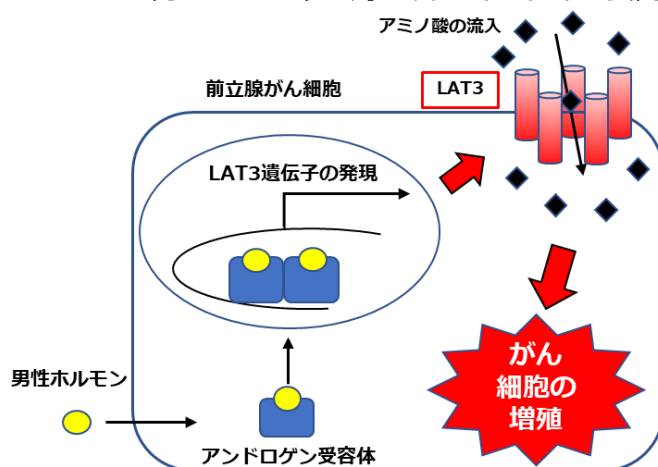 アミノ酸の流入
前立腺がん細胞
LAT3
LAT3遺伝子の発現
男性ホルモン
アンドロゲン受容体
がん
細胞の
増殖